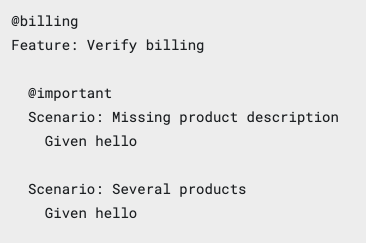 @billing
Feature: Verify billing
@important
Scenario: Missing product description
Given hello
Scenario: Several products
Given hello